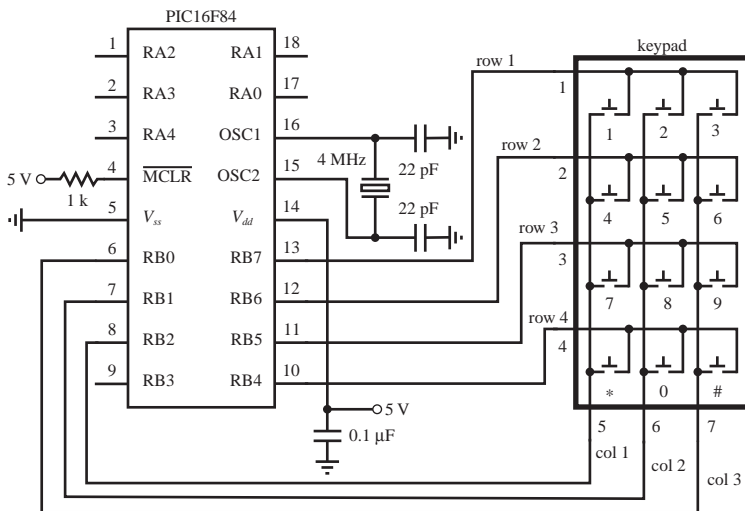 PIC16F84
1 RA2 RA1 18
2 RA3 RA0 17
3 RA4 OSC1 16
4 MCLR OSC2 15
5 Vss Vdd 14
6 RB0 RB7 13
7 RB1 RB6 12
8 RB2 RB5 11
9 RB3 RB4 10
5 V
1 k
4 MHz
22 pF
22 pF
5 V
0.1 µF
keypad
row 1
1
1 2 3
row 2
2
4 5 6
row 3
3
7 8 9
row 4
4
* 0 #
5 6 7
col 1
col 2
col 3